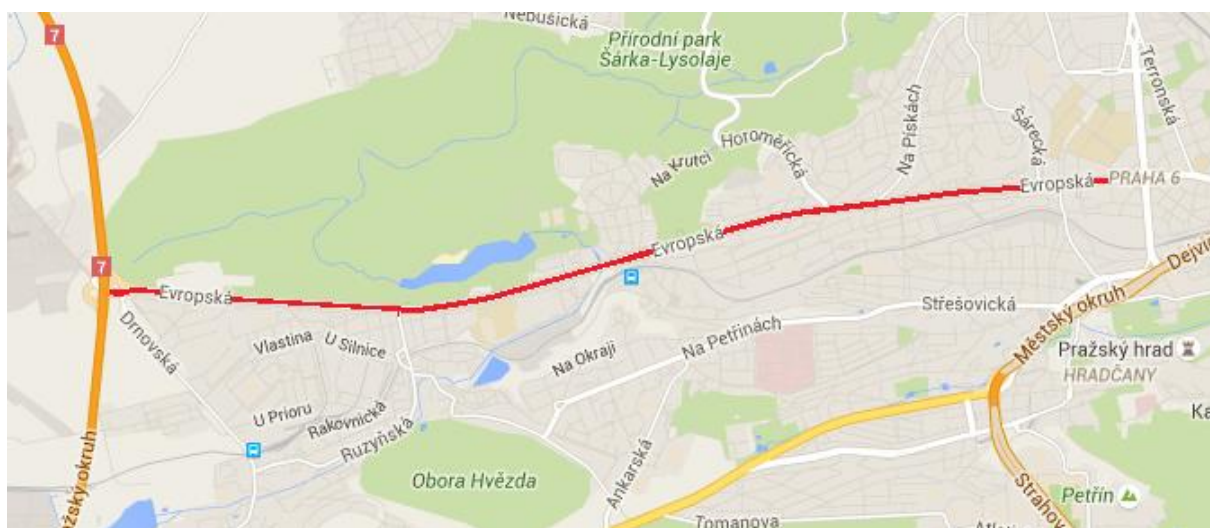 Nebušická
7
Přírodní park
Šárka-Lysolaje
Terronská
Šárecká
Na Pískách
Horoměřická
Na Krutci
Evropská
PRAHA 6
Evropská
7
Evropská
Dejvi
Střešovická
Městský okruh
Drnovská
Vlastina
U Silnice
Na Okraji
Na Petřinách
Pražský hrad
HRADČANY
U Prioru
Rakovnická
Ruzyňská
Ka
Obora Hvězda
Ankarská
žský okruh
Petřín
Strahov
Tomanova